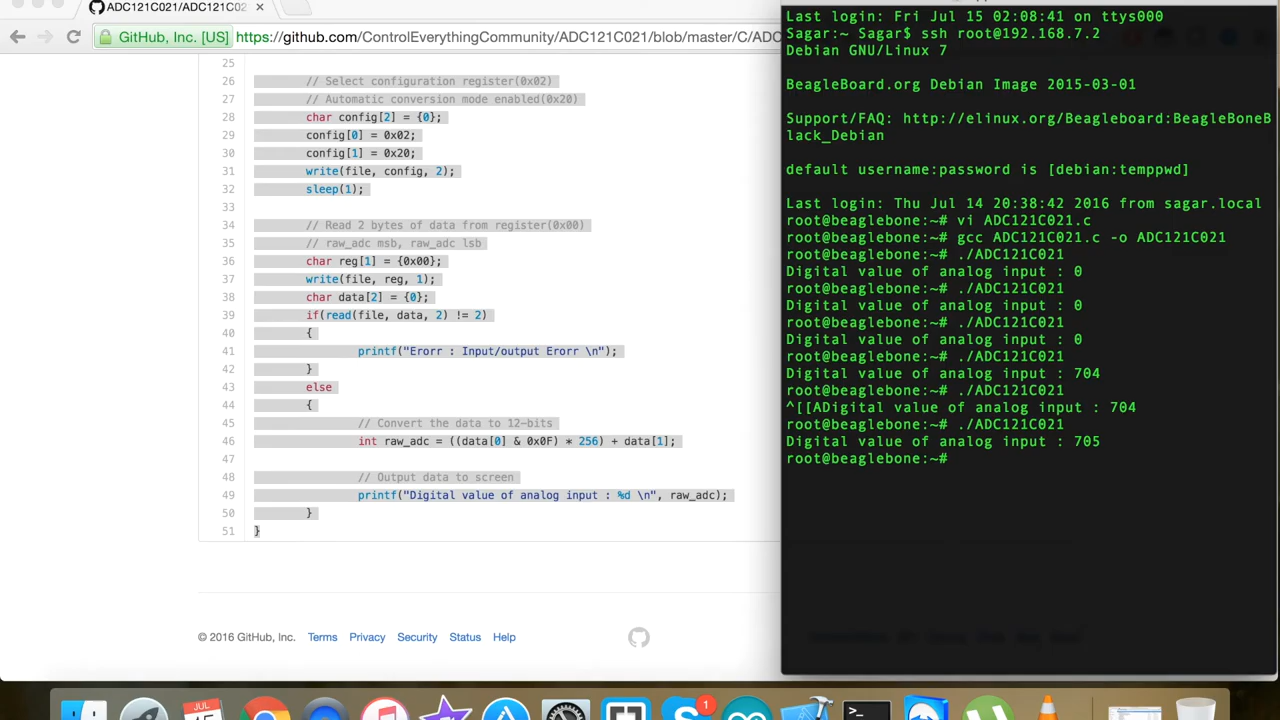 ADC121C021/ADC121C02
GitHub, Inc. [US] https://github.com/ControlEverythingCommunity/ADC121C021/blob/master/C/ADC
25
26 // Select configuration register(0x02)
27 // Automatic conversion mode enabled(0x20)
28 char config[2] = {0};
29 config[0] = 0x02;
30 config[1] = 0x20;
31 write(file, config, 2);
32 sleep(1);
33
34 // Read 2 bytes of data from register(0x00)
35 // raw_adc msb, raw_adc lsb
36 char reg[1] = {0x00};
37 write(file, reg, 1);
38 char data[2] = {0};
39 if(read(file, data, 2) != 2)
40 {
41 printf("Erorr : Input/output Erorr \n");
42 }
43 else
44 {
45 // Convert the data to 12-bits
46 int raw_adc = ((data[0] & 0x0F) * 256) + data[1];
47
48 // Output data to screen
49 printf("Digital value of analog input : %d \n", raw_adc);
50 }
51 }
© 2016 GitHub, Inc. Terms Privacy Security Status Help
Last login: Fri Jul 15 02:08:41 on ttys000
Sagar:~ Sagar$ ssh root@192.168.7.2
Debian GNU/Linux 7
BeagleBoard.org Debian Image 2015-03-01
Support/FAQ: http://elinux.org/Beagleboard:BeagleBoneB
lack_Debian
default username:password is [debian:temppwd]
Last login: Thu Jul 14 20:38:42 2016 from sagar.local
root@beaglebone:~# vi ADC121C021.c
root@beaglebone:~# gcc ADC121C021.c -o ADC121C021
root@beaglebone:~# ./ADC121C021
Digital value of analog input : 0
root@beaglebone:~# ./ADC121C021
Digital value of analog input : 0
root@beaglebone:~# ./ADC121C021
Digital value of analog input : 0
root@beaglebone:~# ./ADC121C021
Digital value of analog input : 704
root@beaglebone:~# ./ADC121C021
^[[ADigital value of analog input : 704
root@beaglebone:~# ./ADC121C021
Digital value of analog input : 705
root@beaglebone:~#
JUL
1